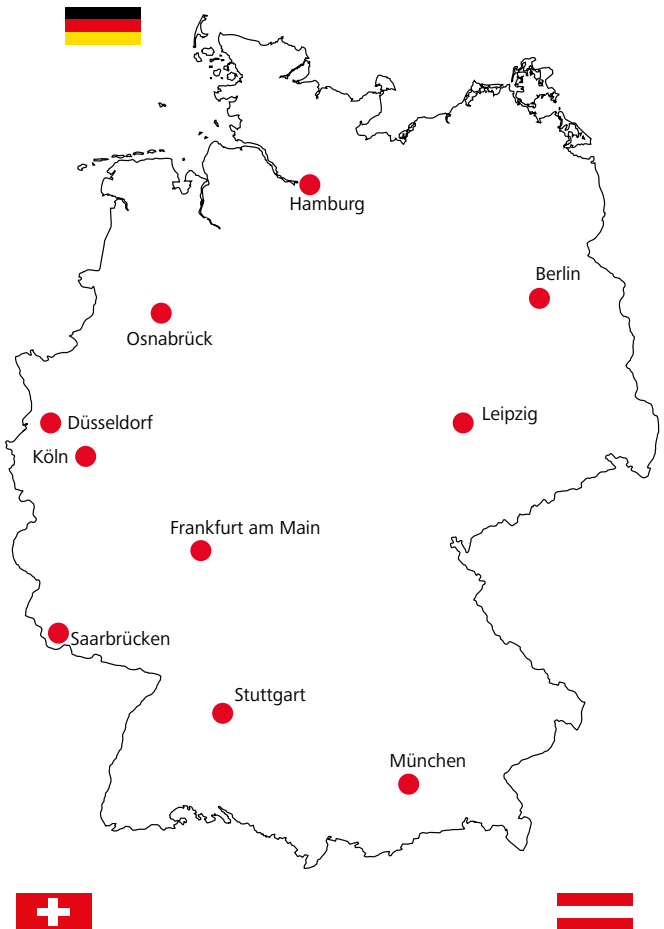 Hamburg
Berlin
Osnabrück
Leipzig
Düsseldorf
Köln
Frankfurt am Main
Saarbrücken
Stuttgart
München